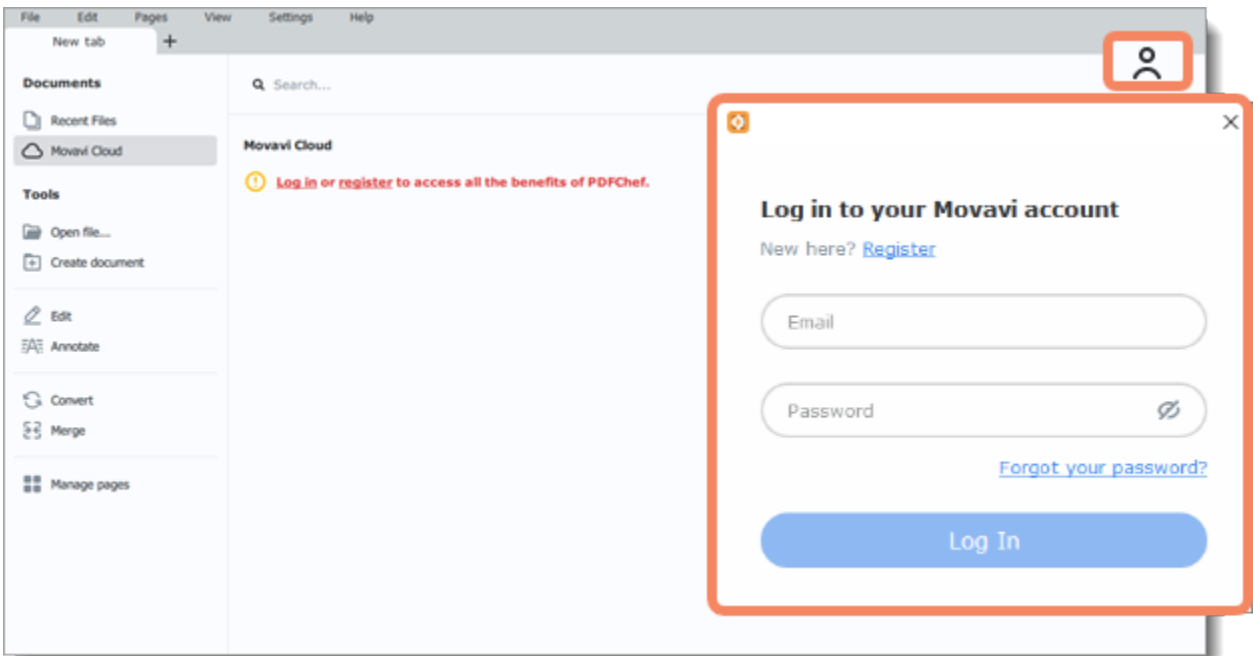 File Edit Pages View Settings Help
New tab
Documents
Recent Files
Movavi Cloud
Tools
Open file...
Create document
Edit
Annotate
Convert
Merge
Manage pages
Search...
Movavi Cloud
Log in or register to access all the benefits of PDFChef.
Log in to your Movavi account
New here? Register
Email
Password
Forgot your password?
Log In